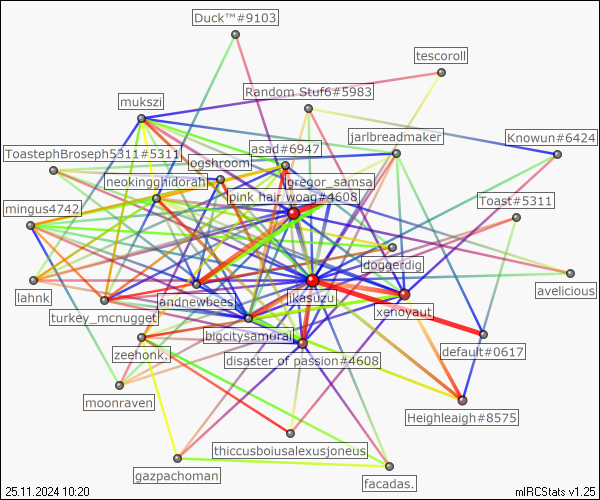 Duck™#9103
tescoroll
Random Stuf6#5983
mukszi
jarlbreadmaker
Knowun#6424
asad#6947
ToastephBroseph5311#5311
logshroom
neokingghidorah
gregor_samsa
pink hair woag#4608
Toast#5311
mingus4742
doggerdig
lahnk
andnewbees
jkasuzu
avelicious
turkey_mcnugget
xenoyaut
bigcitysamurai
zeehonk.
disaster of passion#4608
default#0617
moonraven
Heighleaigh#8575
thiccusboiusalexusjoneus
gazpachoman
facadas.
25.11.2024 10:20
mIRCStats v1.25